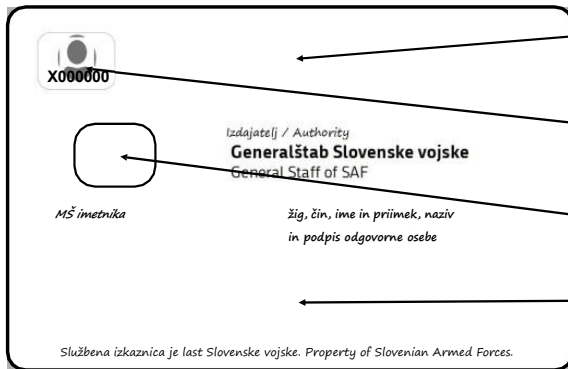 X000000
Izdajatelj / Authority
Generalštab Slovenske vojske
General Staff of SAF
MŠ imetnika
žig, čin, ime in priimek, naziv
in podpis odgovorne osebe
Službena izkaznica je last Slovenske vojske. Property of Slovenian Armed Forces.